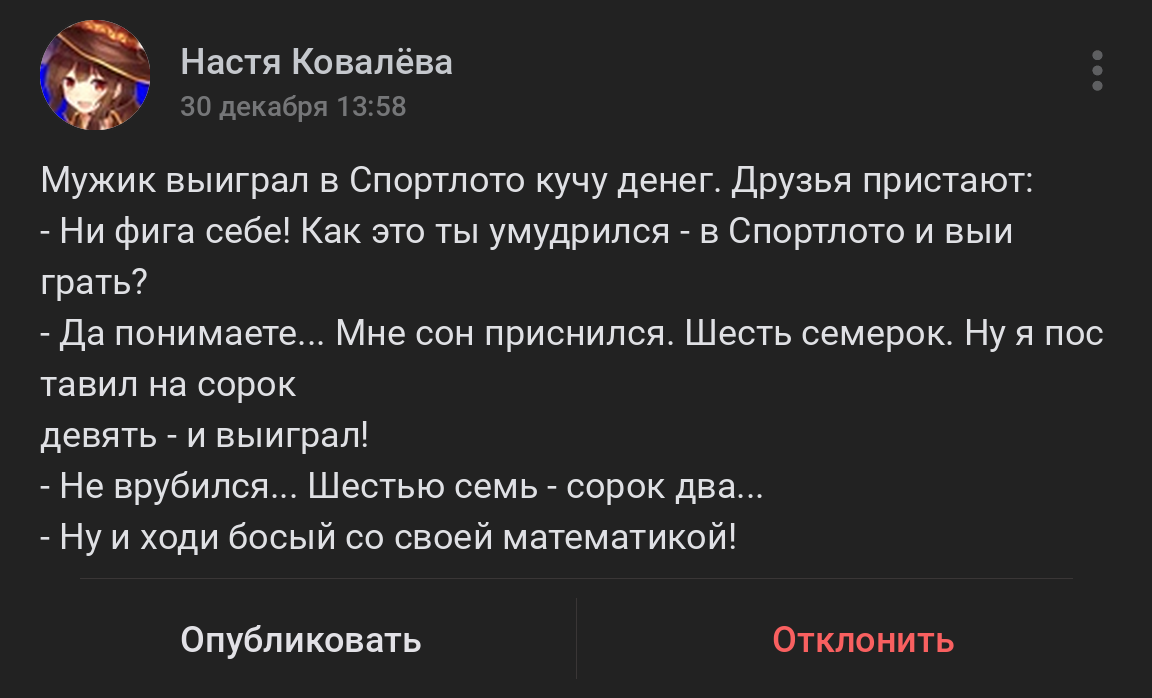 Настя Ковалёва
30 декабря 13:58
Мужик выиграл в Спортлото кучу денег. Друзья пристают:
- Ни фига себе! Как это ты умудрился - в Спортлото и выи
грать?
- Да понимаете... Мне сон приснился. Шесть семерок. Ну я пос
тавил на сорок
девять - и выиграл!
- Не врубился... Шестью семь - сорок два...
- Ну и ходи босый со своей математикой!
Опубликовать
Отклонить